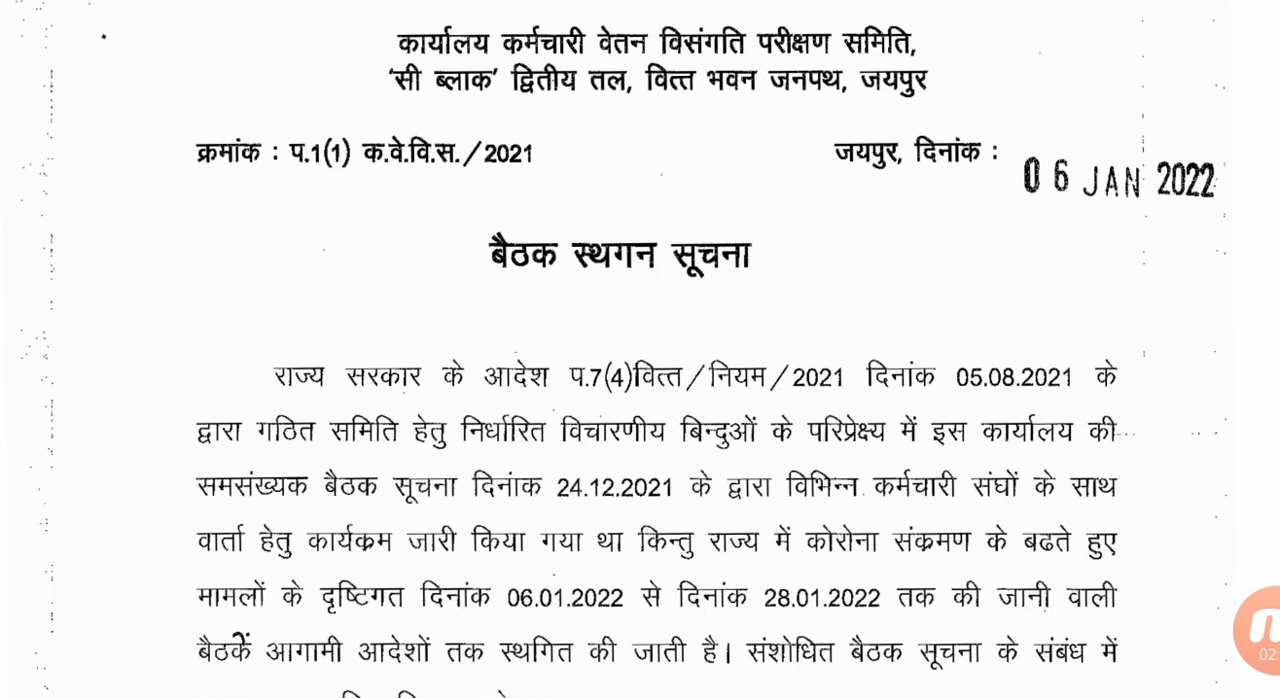 कार्यालय कर्मचारी वेतन विसंगति परीक्षण समिति,
'सी ब्लाक' द्वितीय तल, वित्त भवन जनपथ, जयपुर
क्रमांक : प.1(1) क.वे.वि.स./2021 जयपुर, दिनांक :
06 JAN 2022
बैठक स्थगन सूचना
राज्य सरकार के आदेश प.7(4)वित्त/नियम/2021 दिनांक 05.08.2021 के
द्वारा गठित समिति हेतु निर्धारित विचारणीय बिन्दुओं के परिप्रेक्ष्य में इस कार्यालय की
समसंख्यक बैठक सूचना दिनांक 24.12.2021 के द्वारा विभिन्न कर्मचारी संघों के साथ
वार्ता हेतु कार्यक्रम जारी किया गया था किन्तु राज्य में कोरोना संक्रमण के बढते हुए
मामलों के दृष्टिगत दिनांक 06.01.2022 से दिनांक 28.01.2022 तक की जानी वाली
बैठकें आगामी आदेशों तक स्थगित की जाती है। संशोधित बैठक सूचना के संबंध में
02: